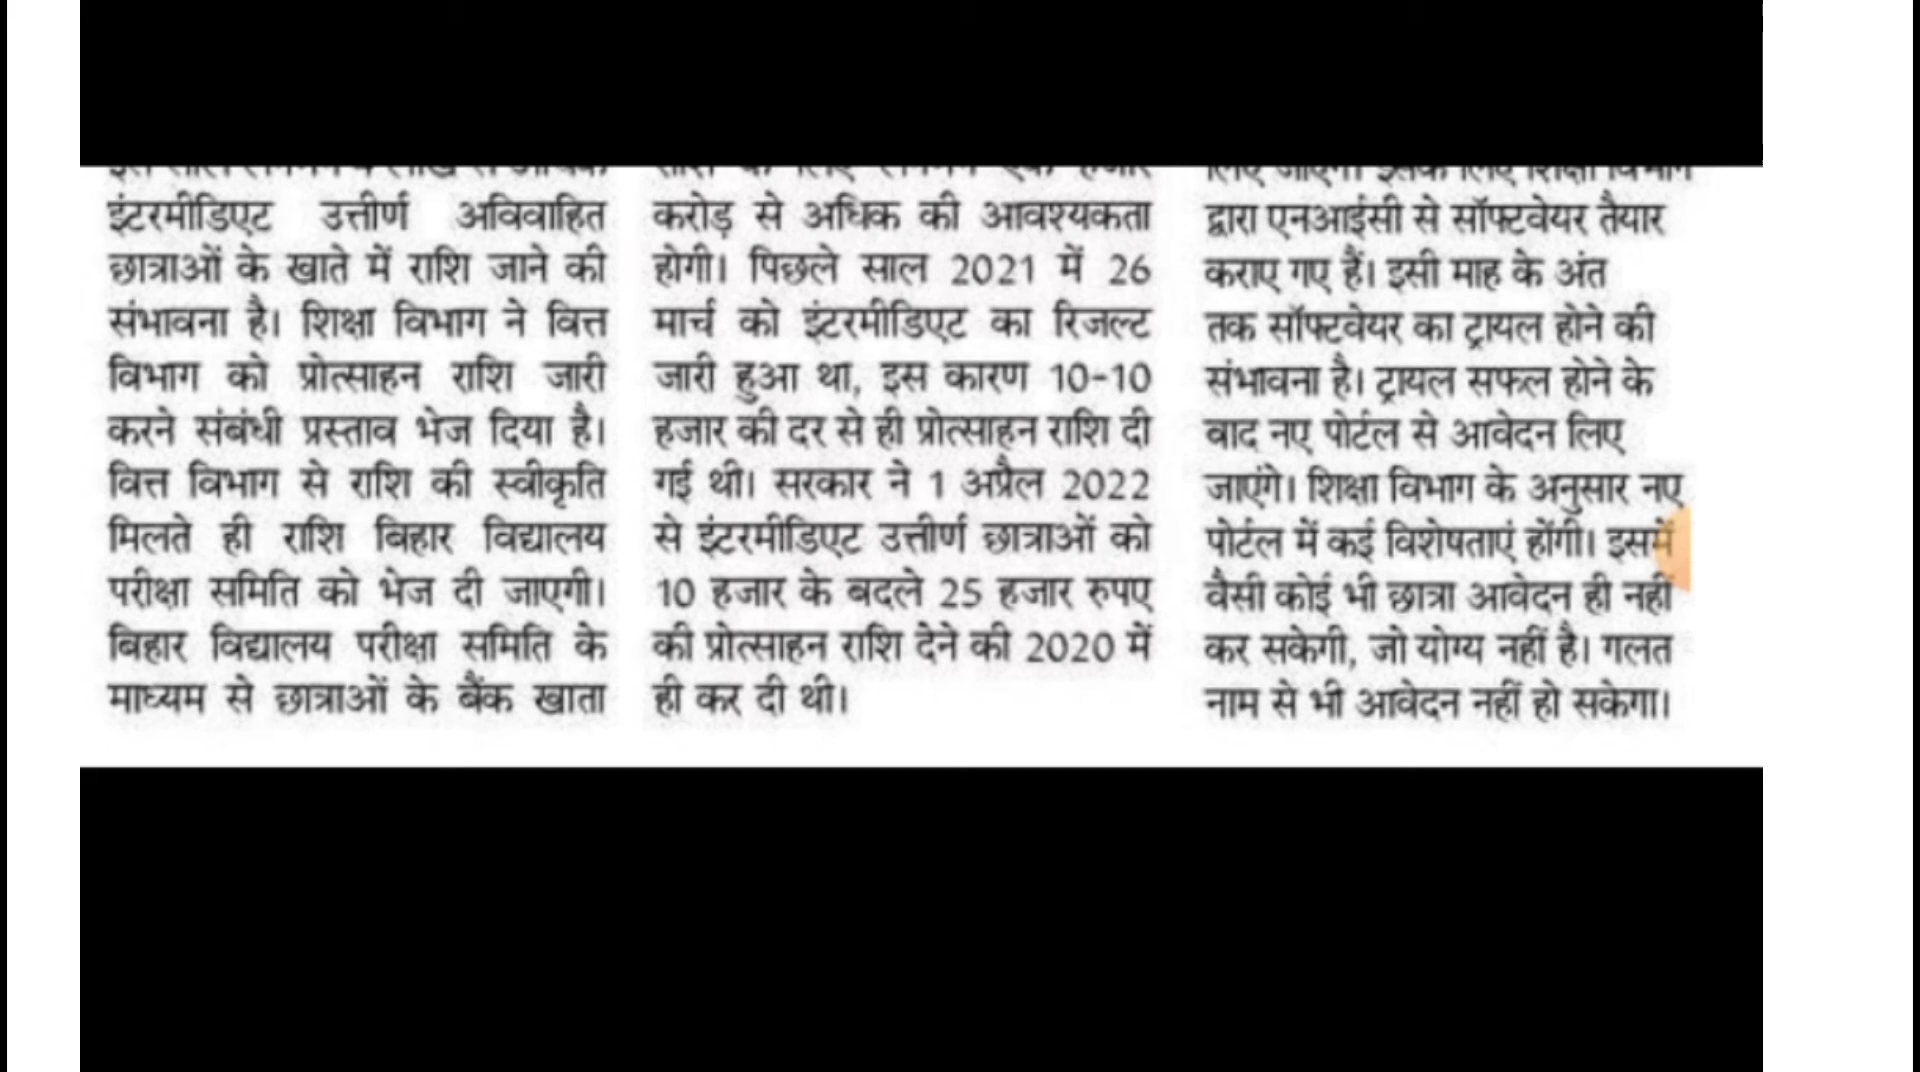 इंटरमीडिएट उत्तीर्ण अविवाहित
छात्राओं के खाते में राशि जाने की
संभावना है। शिक्षा विभाग ने वित्त
विभाग को प्रोत्साहन राशि जारी
करने संबंधी प्रस्ताव भेज दिया है।
वित्त विभाग से राशि की स्वीकृति
मिलते ही राशि बिहार विद्यालय
परीक्षा समिति को भेज दी जाएगी।
बिहार विद्यालय परीक्षा समिति के
माध्यम से छात्राओं के बैंक खाता
करोड़ से अधिक की आवश्यकता
होगी। पिछले साल 2021 में 26
मार्च को इंटरमीडिएट का रिजल्ट
जारी हुआ था, इस कारण 10-10
हजार की दर से ही प्रोत्साहन राशि दी
गई थी। सरकार ने 1 अप्रैल 2022
से इंटरमीडिएट उत्तीर्ण छात्राओं को
10 हजार के बदले 25 हजार रुपए
की प्रोत्साहन राशि देने की 2020 में
ही कर दी थी।
लिए जाएंगे। इसके लिए शिक्षा विभाग
द्वारा एनआईसी से सॉफ्टवेयर तैयार
कराए गए हैं। इसी माह के अंत
तक सॉफ्टवेयर का ट्रायल होने की
संभावना है। ट्रायल सफल होने के
बाद नए पोर्टल से आवेदन लिए
जाएंगे। शिक्षा विभाग के अनुसार नए
पोर्टल में कई विशेषताएं होंगी। इसमें
वैसी कोई भी छात्रा आवेदन ही नहीं
कर सकेगी, जो योग्य नहीं है। गलत
नाम से भी आवेदन नहीं हो सकेगा।